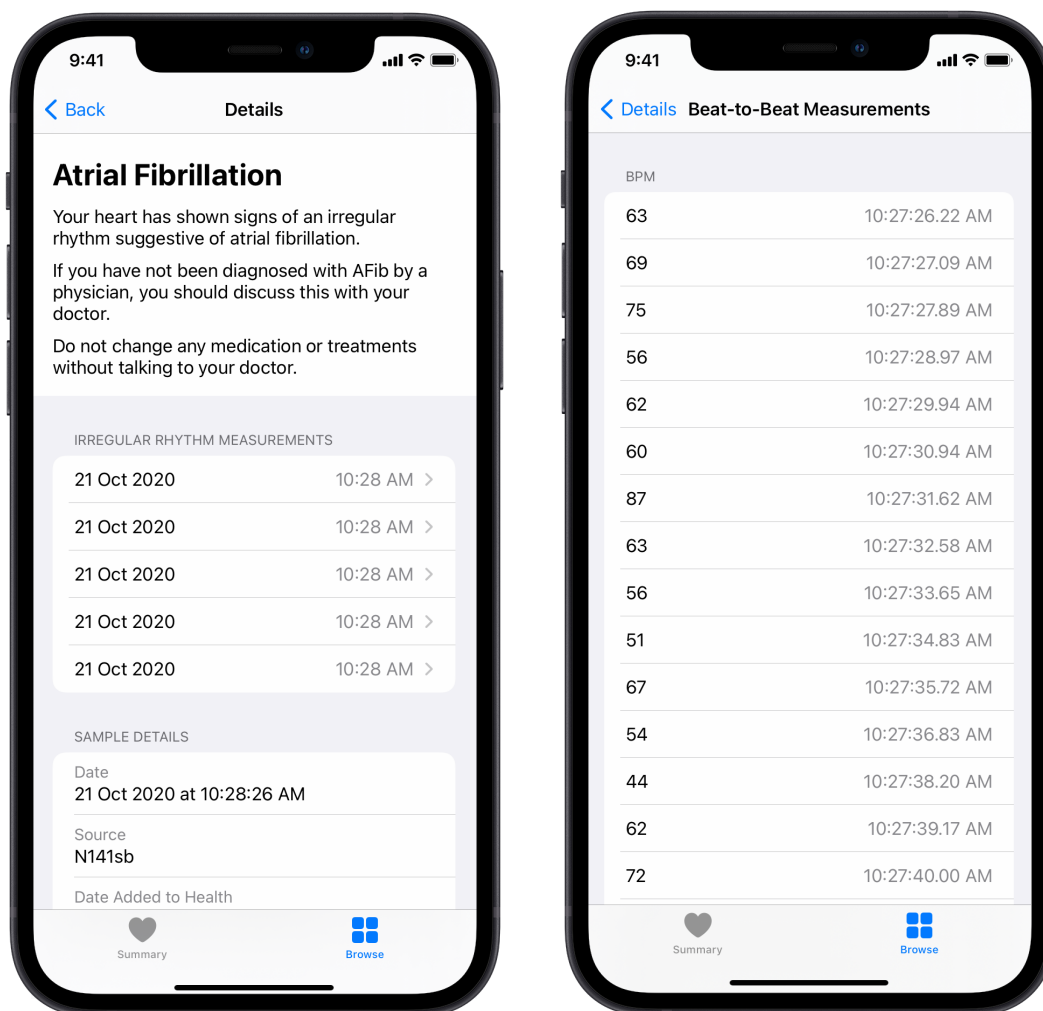 9:41
Back
Details
Atrial Fibrillation
Your heart has shown signs of an irregular
rhythm suggestive of atrial fibrillation.
If you have not been diagnosed with AFib by a
physician, you should discuss this with your
doctor.
Do not change any medication or treatments
without talking to your doctor.
IRREGULAR RHYTHM MEASUREMENTS
21 Oct 2020 10:28 AM
21 Oct 2020 10:28 AM
21 Oct 2020 10:28 AM
21 Oct 2020 10:28 AM
21 Oct 2020 10:28 AM
SAMPLE DETAILS
Date
21 Oct 2020 at 10:28:26 AM
Source
N141sb
Date Added to Health
Summary
Browse
9:41
Details
Beat-to-Beat Measurements
BPM
63 10:27:26.22 AM
69 10:27:27.09 AM
75 10:27:27.89 AM
56 10:27:28.97 AM
62 10:27:29.94 AM
60 10:27:30.94 AM
87 10:27:31.62 AM
63 10:27:32.58 AM
56 10:27:33.65 AM
51 10:27:34.83 AM
67 10:27:35.72 AM
54 10:27:36.83 AM
44 10:27:38.20 AM
62 10:27:39.17 AM
72 10:27:40.00 AM
Summary
Browse